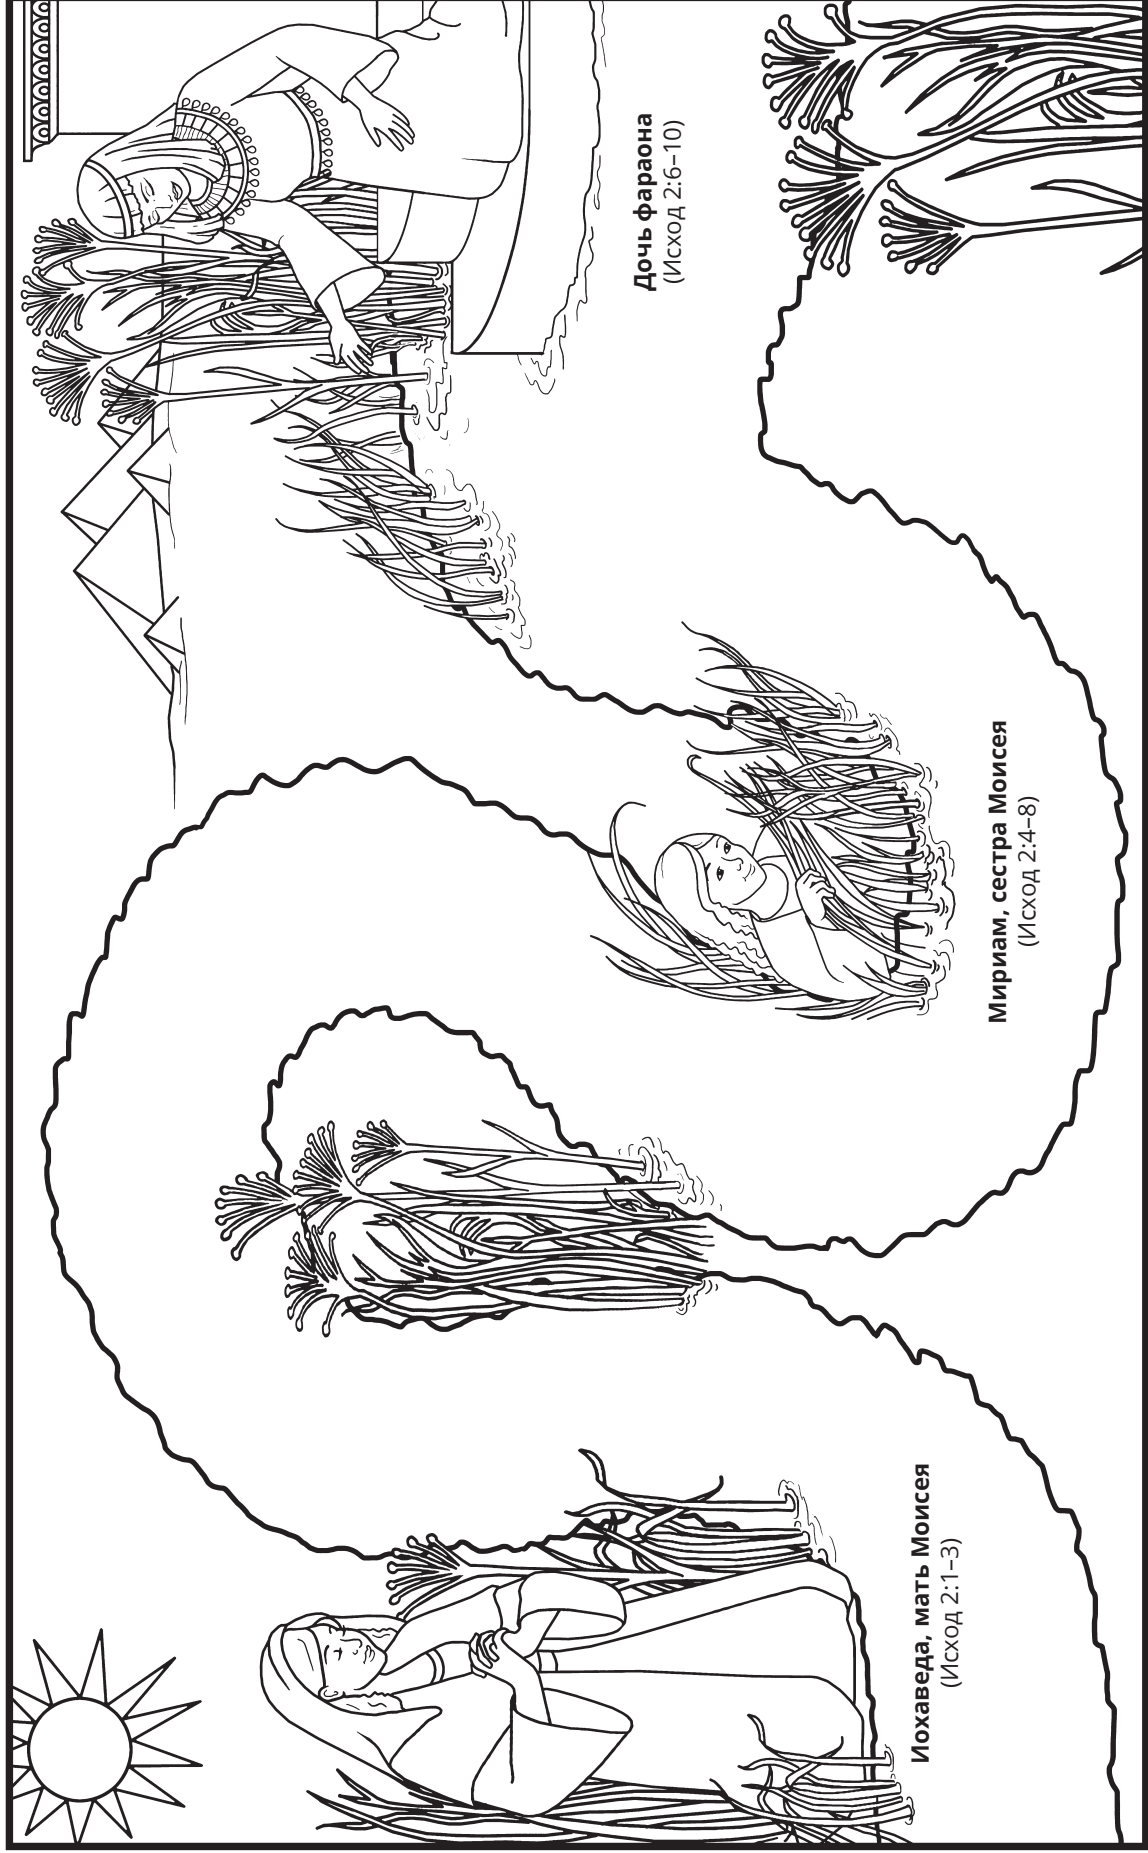 Иохаведа, мать Моисея
(Исход 2:1–3)
Мириам, сестра Моисея
(Исход 2:4–8)
Дочь фараона
(Исход 2:6–10)